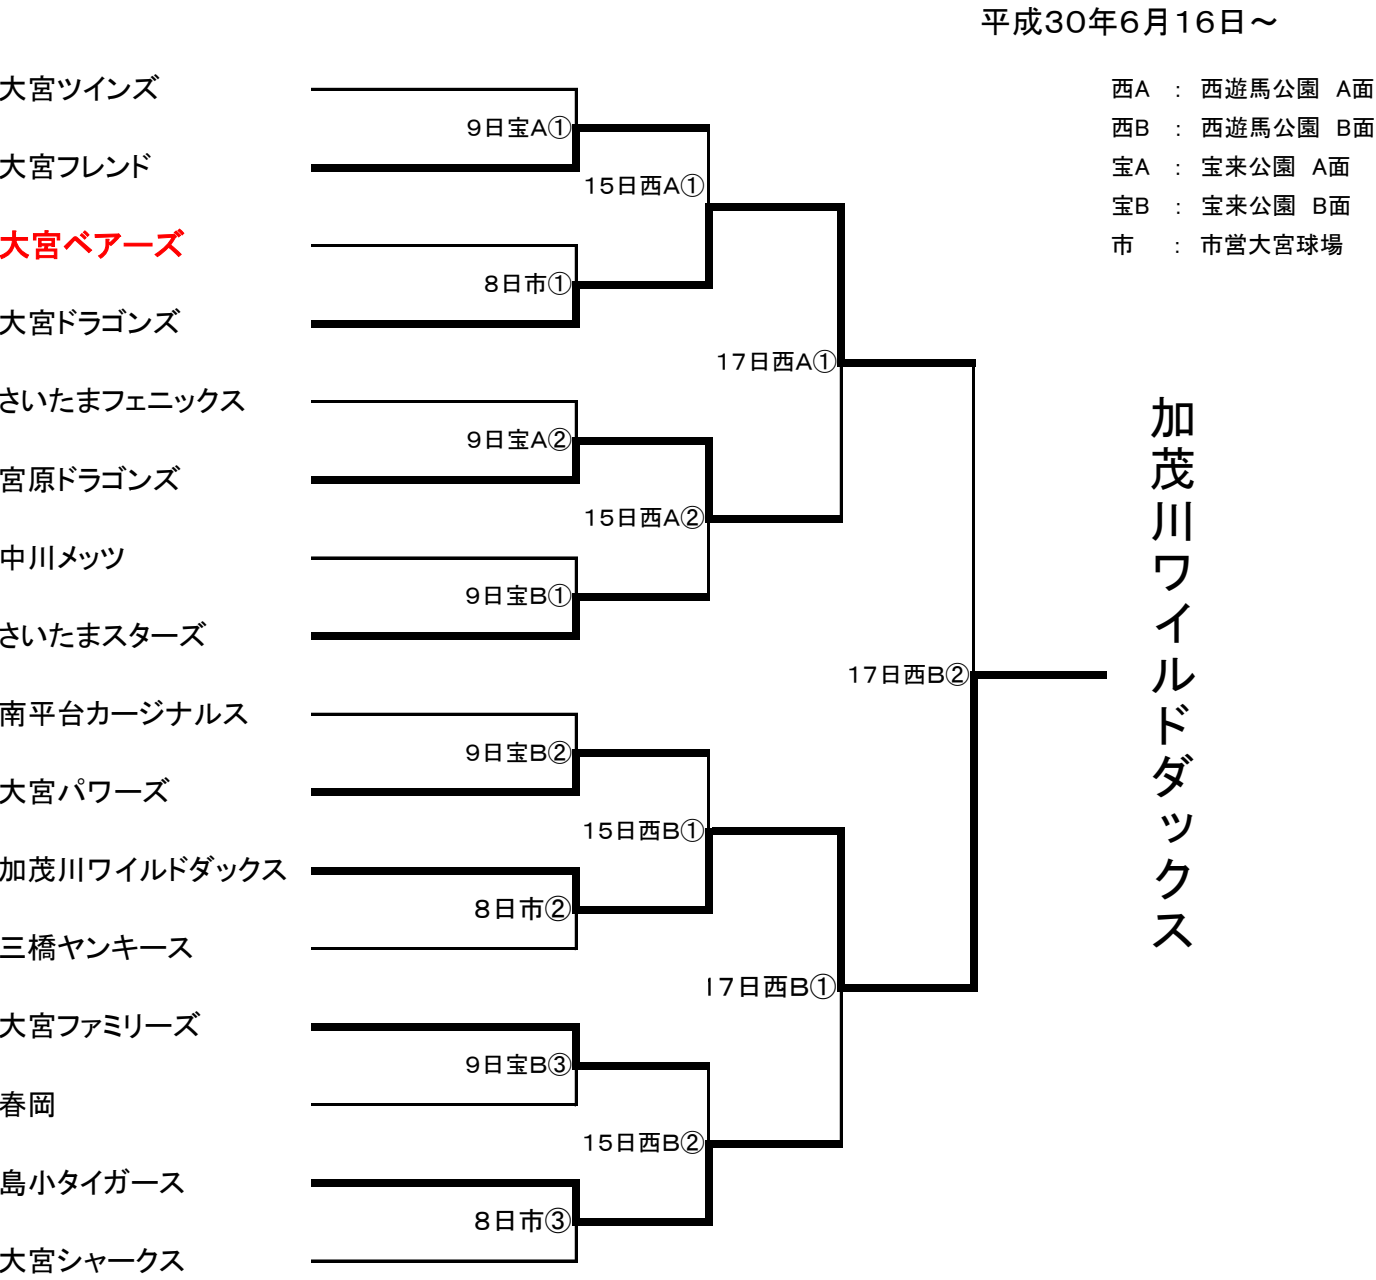 平成30年6月16日～
西A : 西遊馬公園 A面
西B : 西遊馬公園 B面
宝A : 宝来公園 A面
宝B : 宝来公園 B面
市 : 市営大宮球場
大宮ツインズ
9日宝A①
大宮フレンド
15日西A①
大宮ベアーズ
8日市①
大宮ドラゴンズ
17日西A①
さいたまフェニックス
9日宝A②
宮原ドラゴンズ
15日西A②
中川メッツ
9日宝B①
さいたまスターズ
17日西B②
加茂川ワイルドダックス
南平台カージナルス
9日宝B②
大宮パワーズ
15日西B①
加茂川ワイルドダックス
8日市②
三橋ヤンキース
17日西B①
大宮ファミリーズ
9日宝B③
春岡
15日西B②
島小タイガース
8日市③
大宮シャークス